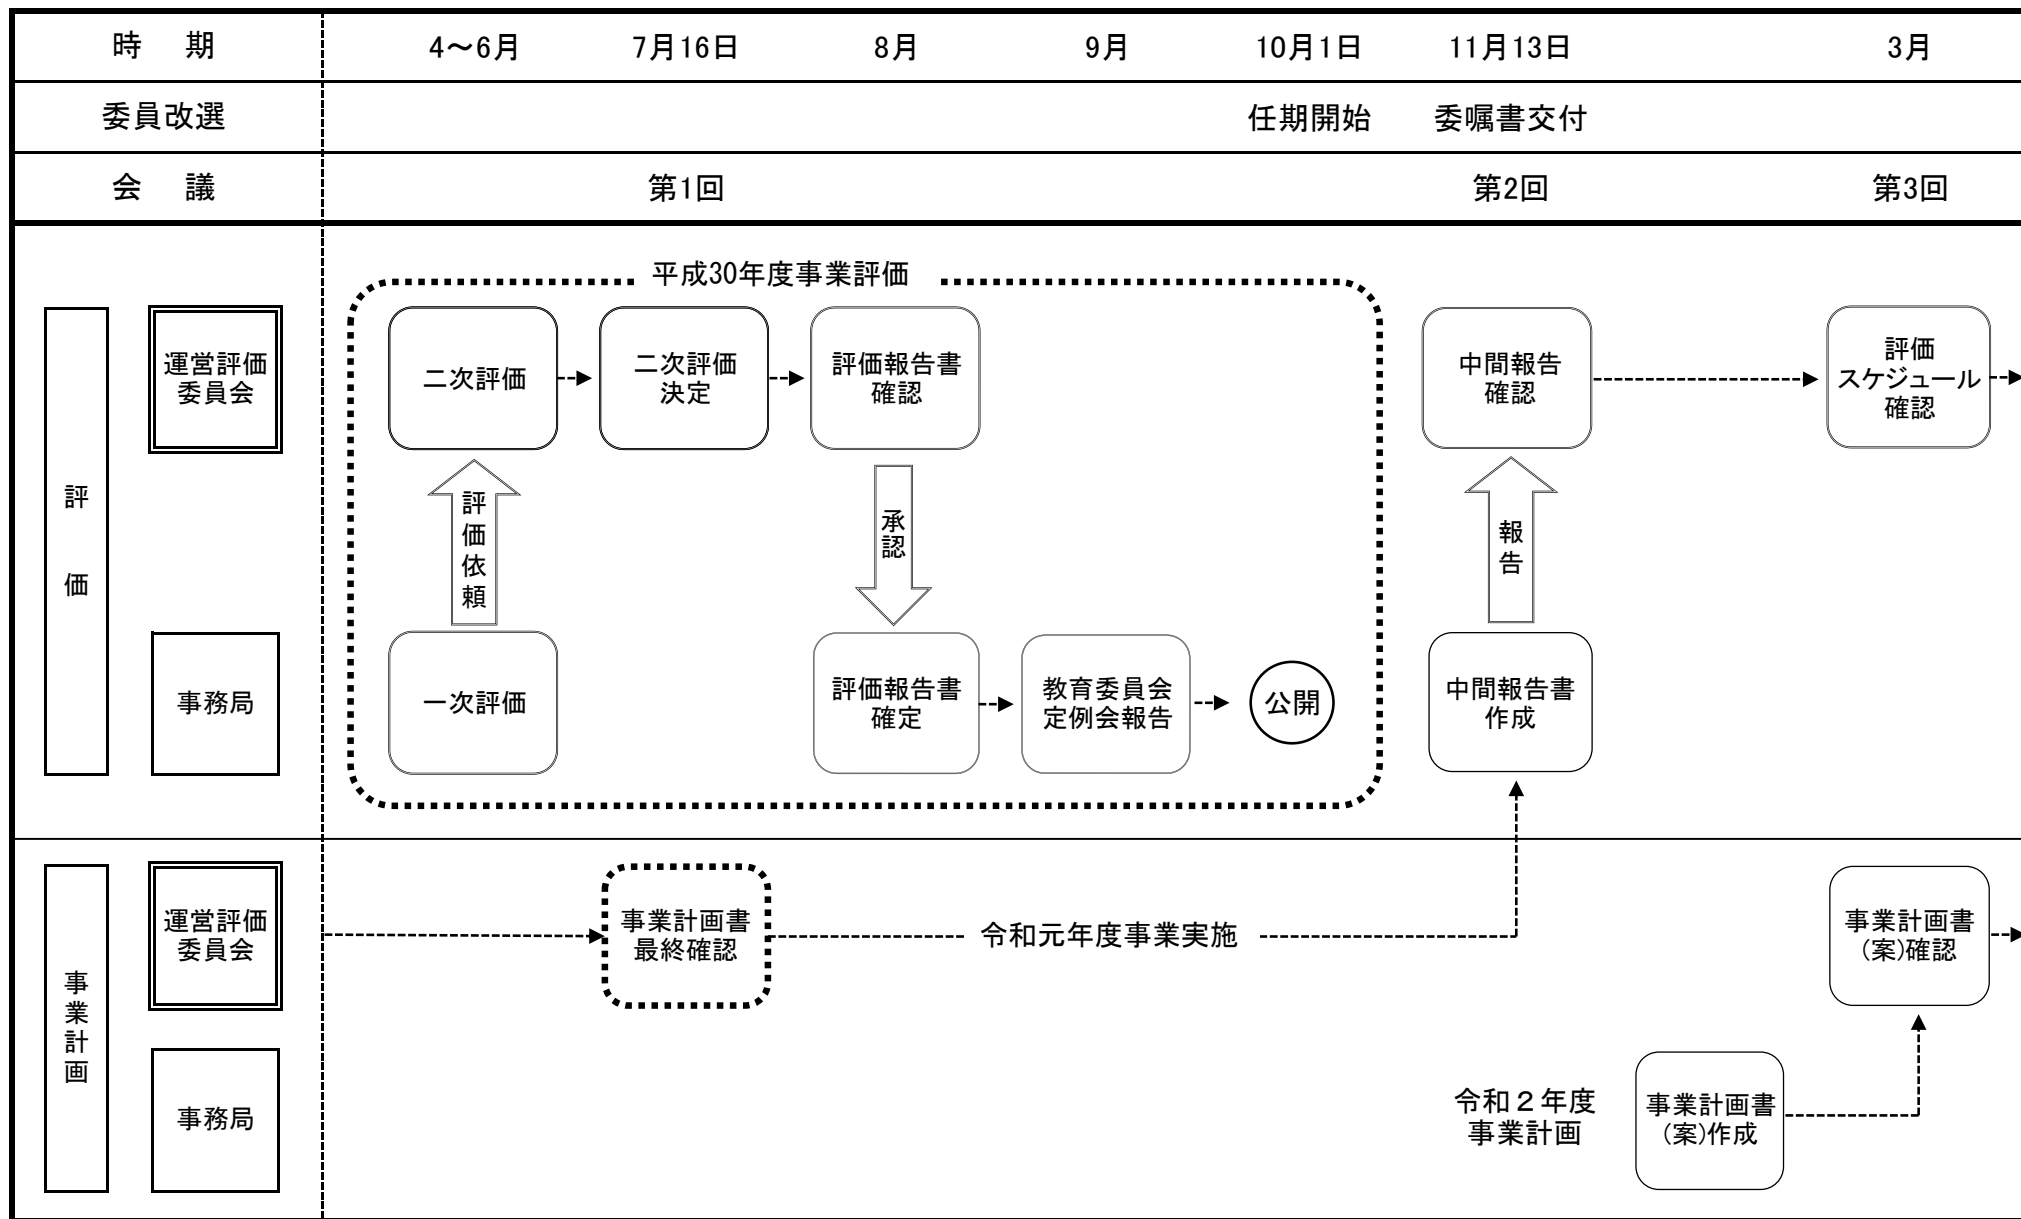 時 期 4～6月 7月16日 8月 9月 10月1日 11月13日 3月
委員改選 任期開始 委嘱書交付
会 議 第1回 第2回 第3回
平成30年度事業評価
評価
運営評価
委員会
二次評価
二次評価
決定
評価報告書
確認
中間報告
確認
評価
スケジュール
確認
評価依頼
承認
報告
事務局
一次評価
評価報告書
確定
教育委員会
定例会報告
公開
中間報告書
作成
事業計画
運営評価
委員会
事業計画書
最終確認
令和元年度事業実施
事業計画書
(案)確認
事務局
令和２年度
事業計画
事業計画書
(案)作成